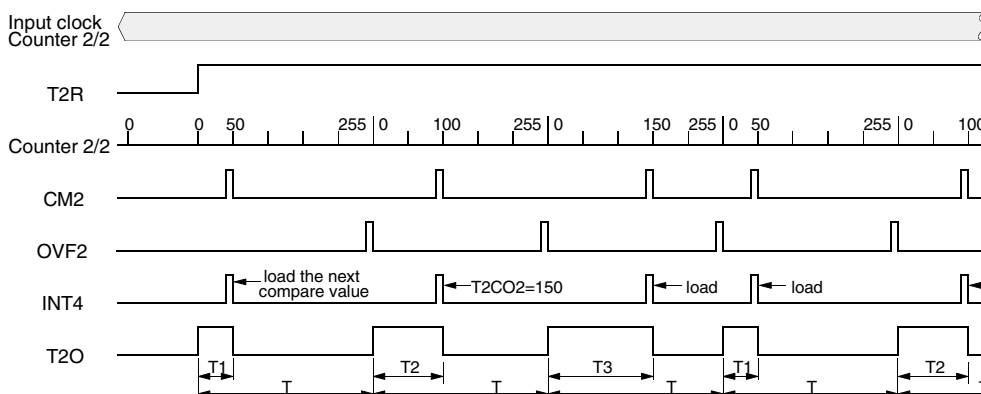 Input clock
Counter 2/2
T2R
0 0 50 255 0 100 255 0 150 255 0 50 255 0 100
Counter 2/2
CM2
OVF2
INT4
load the next
compare value
T2CO2=150
load
load
T2O
T1 T2 T3 T1 T2
T T T T